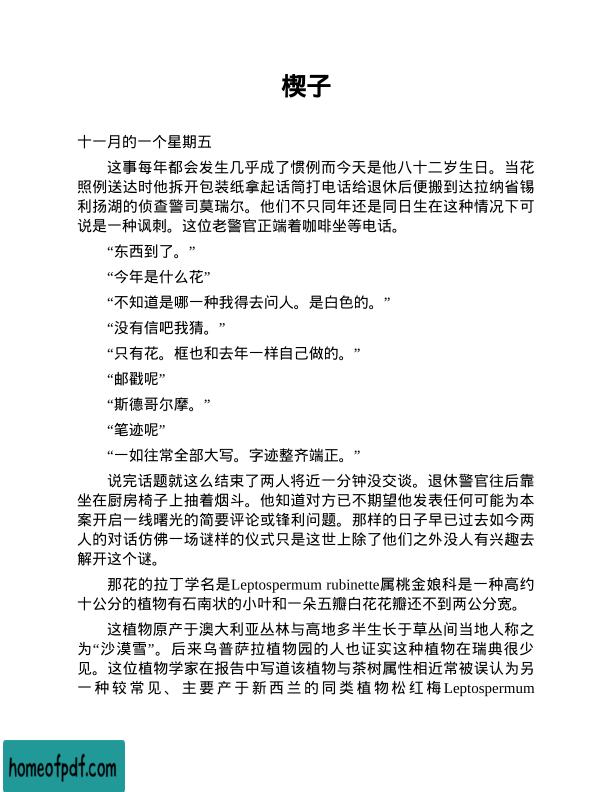 楔子
十一月的一个星期五
这事每年都会发生几乎成了惯例而今天是他八十二岁生日。当花
照例送达时他拆开包装纸拿起话筒打电话给退休后便搬到达拉纳省锡
利扬湖的侦查警司莫瑞尔。他们不只同年还是同日生在这种情况下可
说是一种讽刺。这位老警官正端着咖啡坐等电话。
“东西到了。”
“今年是什么花”
“不知道是哪一种我得去问人。是白色的。”
“没有信吧我猜。”
“只有花。框也和去年一样自己做的。”
“邮戳呢”
“斯德哥尔摩。”
“笔迹呢”
“一如往常全部大写。字迹整齐端正。”
说完话题就这么结束了两人将近一分钟没交谈。退休警官往后靠
坐在厨房椅子上抽着烟斗。他知道对方已不期望他发表任何可能为本
案开启一线曙光的简要评论或锋利问题。那样的日子早已过去如今两
人的对话仿佛一场谜样的仪式只是这世上除了他们之外没人有兴趣去
解开这个谜。
那花的拉丁学名是Leptospermum rubinette属桃金娘科是一种高约
十公分的植物有石南状的小叶和一朵五瓣白花花瓣还不到两公分宽。
这植物原产于澳大利亚丛林与高地多半生长于草丛间当地人称之
为“沙漠雪”。后来乌普萨拉植物园的人也证实这种植物在瑞典很少
见。这位植物学家在报告中写道该植物与茶树属性相近常被误认为另
一种较常见、主要产于新西兰的同类植物松红梅Leptospermum
homeofpdf.com